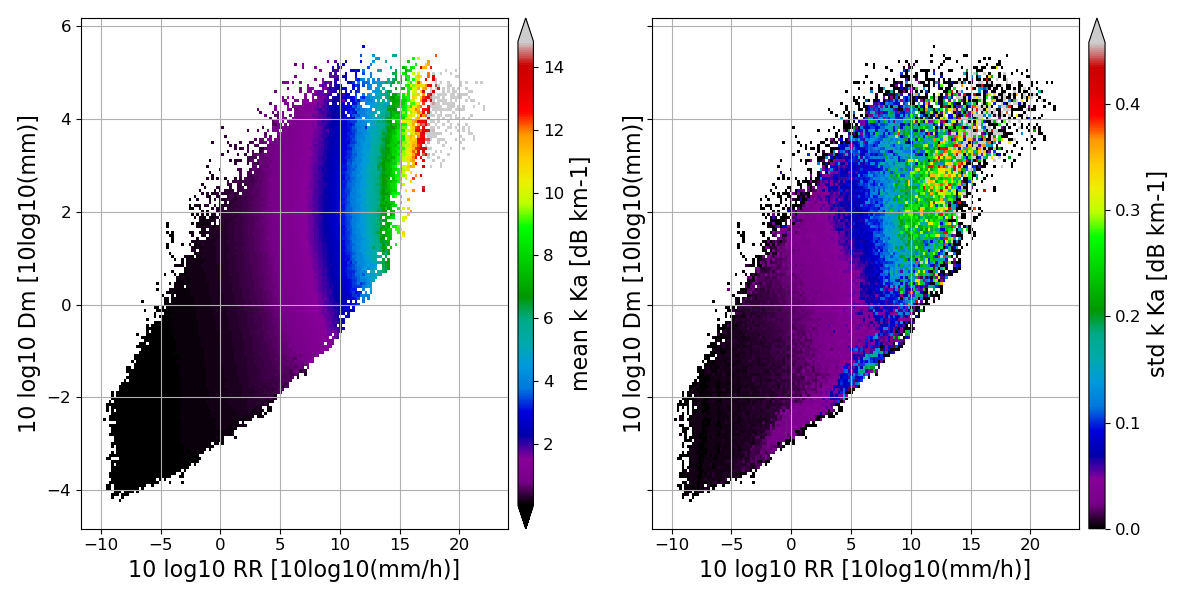 6
4
2
0
−2
−4
−10 −5 0 5 10 15 20
10 log10 RR [10log10(mm/h)]
10 log10 Dm [10log10(mm)]
14
12
10
8
6
4
2
mean k Ka [dB km-1]
−10 −5 0 5 10 15 20
10 log10 RR [10log10(mm/h)]
10 log10 Dm [10log10(mm)]
0.4
0.3
0.2
0.1
0.0
std k Ka [dB km-1]